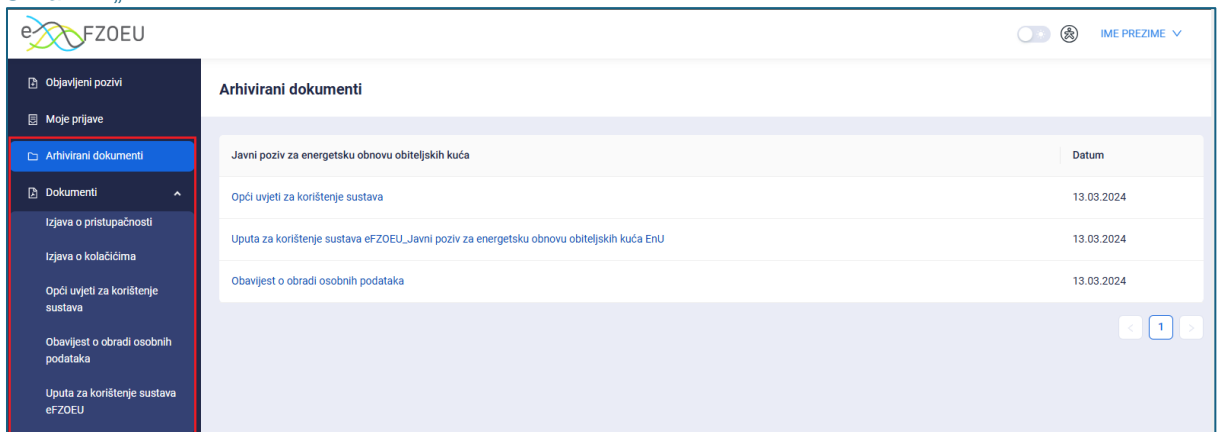 eFZOEU
IME PREZIME
Objavljeni pozivi
Moje prijave
Arhivirani dokumenti
Dokumenti
Izjava o pristupačnosti
Izjava o kolačićima
Opći uvjeti za korištenje
sustava
Obavijest o obradi osobnih
podataka
Uputa za korištenje sustava
eFZOEU
Arhivirani dokumenti
Javni poziv za energetsku obnovu obiteljskih kuća Datum
Opći uvjeti za korištenje sustava 13.03.2024
Uputa za korištenje sustava eFZOEU_Javni poziv za energetsku obnovu obiteljskih kuća EnU 13.03.2024
Obavijest o obradi osobnih podataka 13.03.2024
1